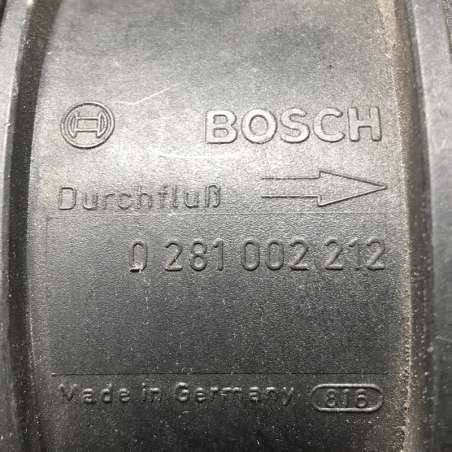 BOSCH
Durchfluß
0 281 002 212
Made in Germany 816